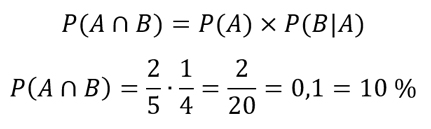 P(A ∩ B) = P(A) × P(B|A)
P(A ∩ B) = 2/5 · 1/4 = 2/20 = 0,1 = 10 %